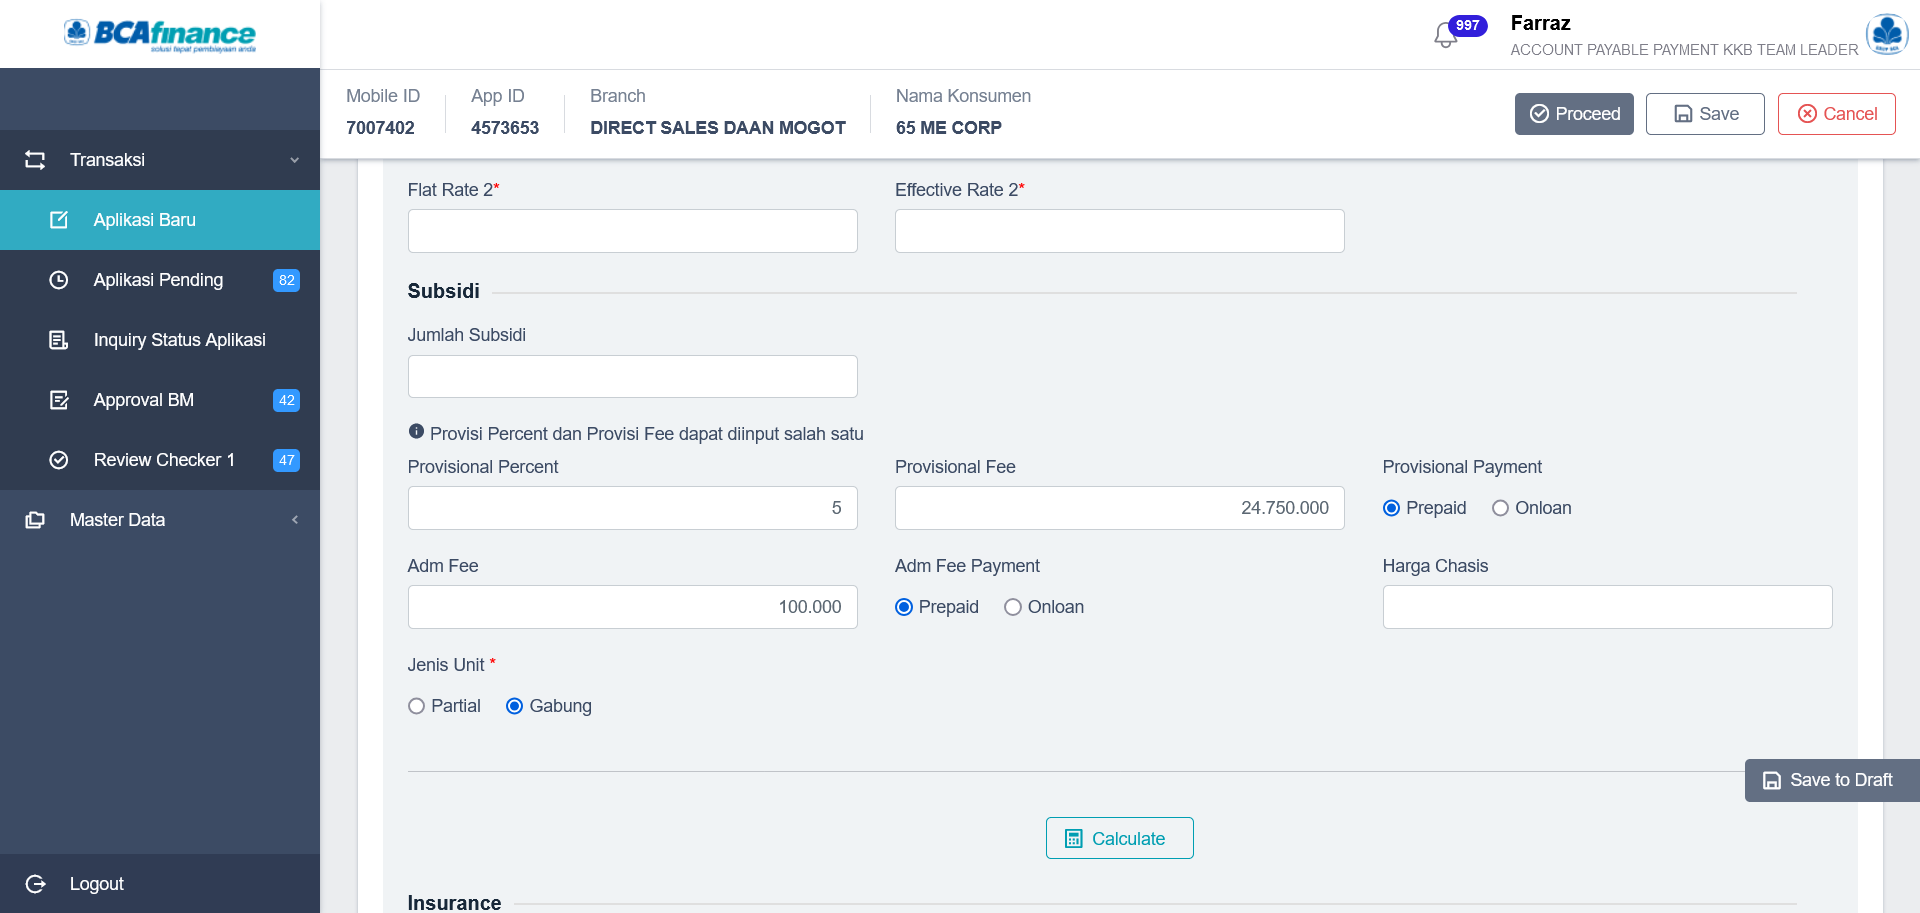 BCAfinance
solusi tepat pembiayaan anda
997
Farraz
ACCOUNT PAYABLE PAYMENT KKB TEAM LEADER
Mobile ID
7007402
App ID
4573653
Branch
DIRECT SALES DAAN MOGOT
Nama Konsumen
65 ME CORP
Proceed
Save
Cancel
Transaksi
Aplikasi Baru
Aplikasi Pending 82
Inquiry Status Aplikasi
Approval BM 42
Review Checker 1 47
Master Data
Logout
Flat Rate 2*
Effective Rate 2*
Subsidi
Jumlah Subsidi
Provisi Percent dan Provisi Fee dapat diinput salah satu
Provisional Percent
5
Provisional Fee
24.750.000
Provisional Payment
Prepaid Onloan
Adm Fee
100.000
Adm Fee Payment
Prepaid Onloan
Harga Chasis
Jenis Unit *
Partial Gabung
Save to Draft
Calculate
Insurance